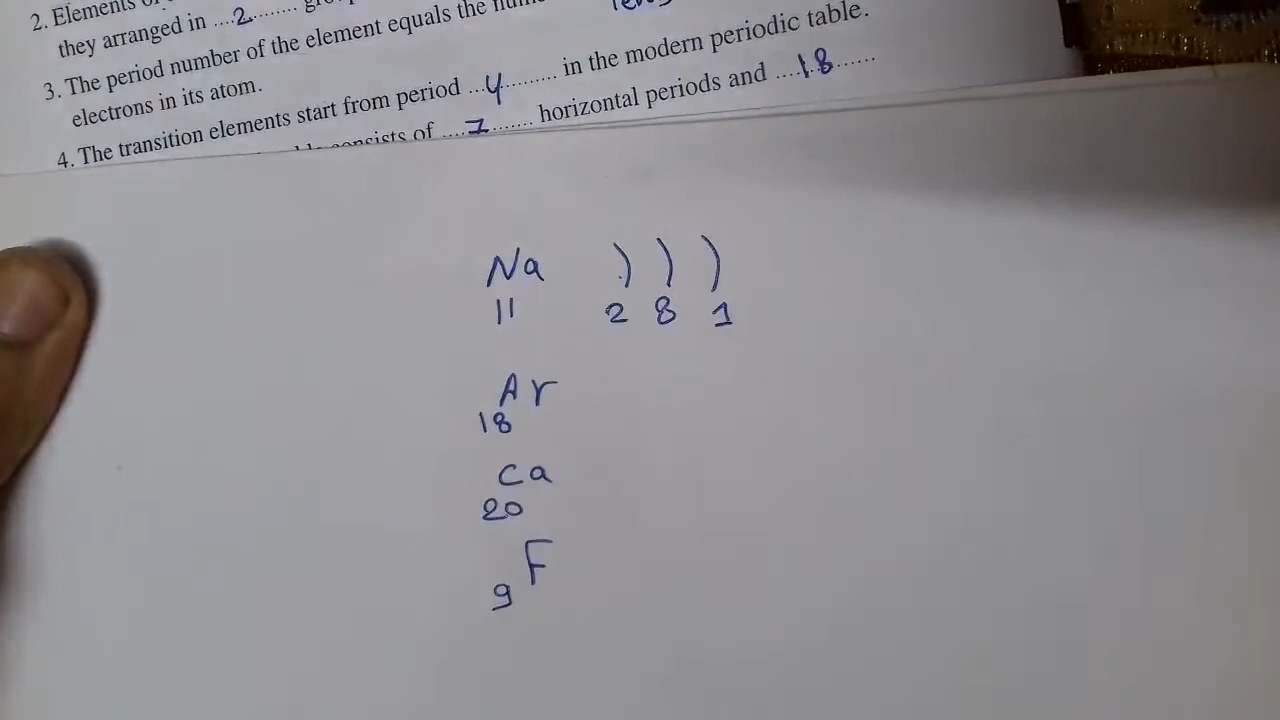 2. Elements
they arranged in ....2........
3. The period number of the element equals the
electrons in its atom.
4. The transition elements start from period ...4.......... in the modern periodic table.
consists of ....7....... horizontal periods and ....18.......
Na ) ) )
11 2 8 1
Ar
18
Ca
20
F
9